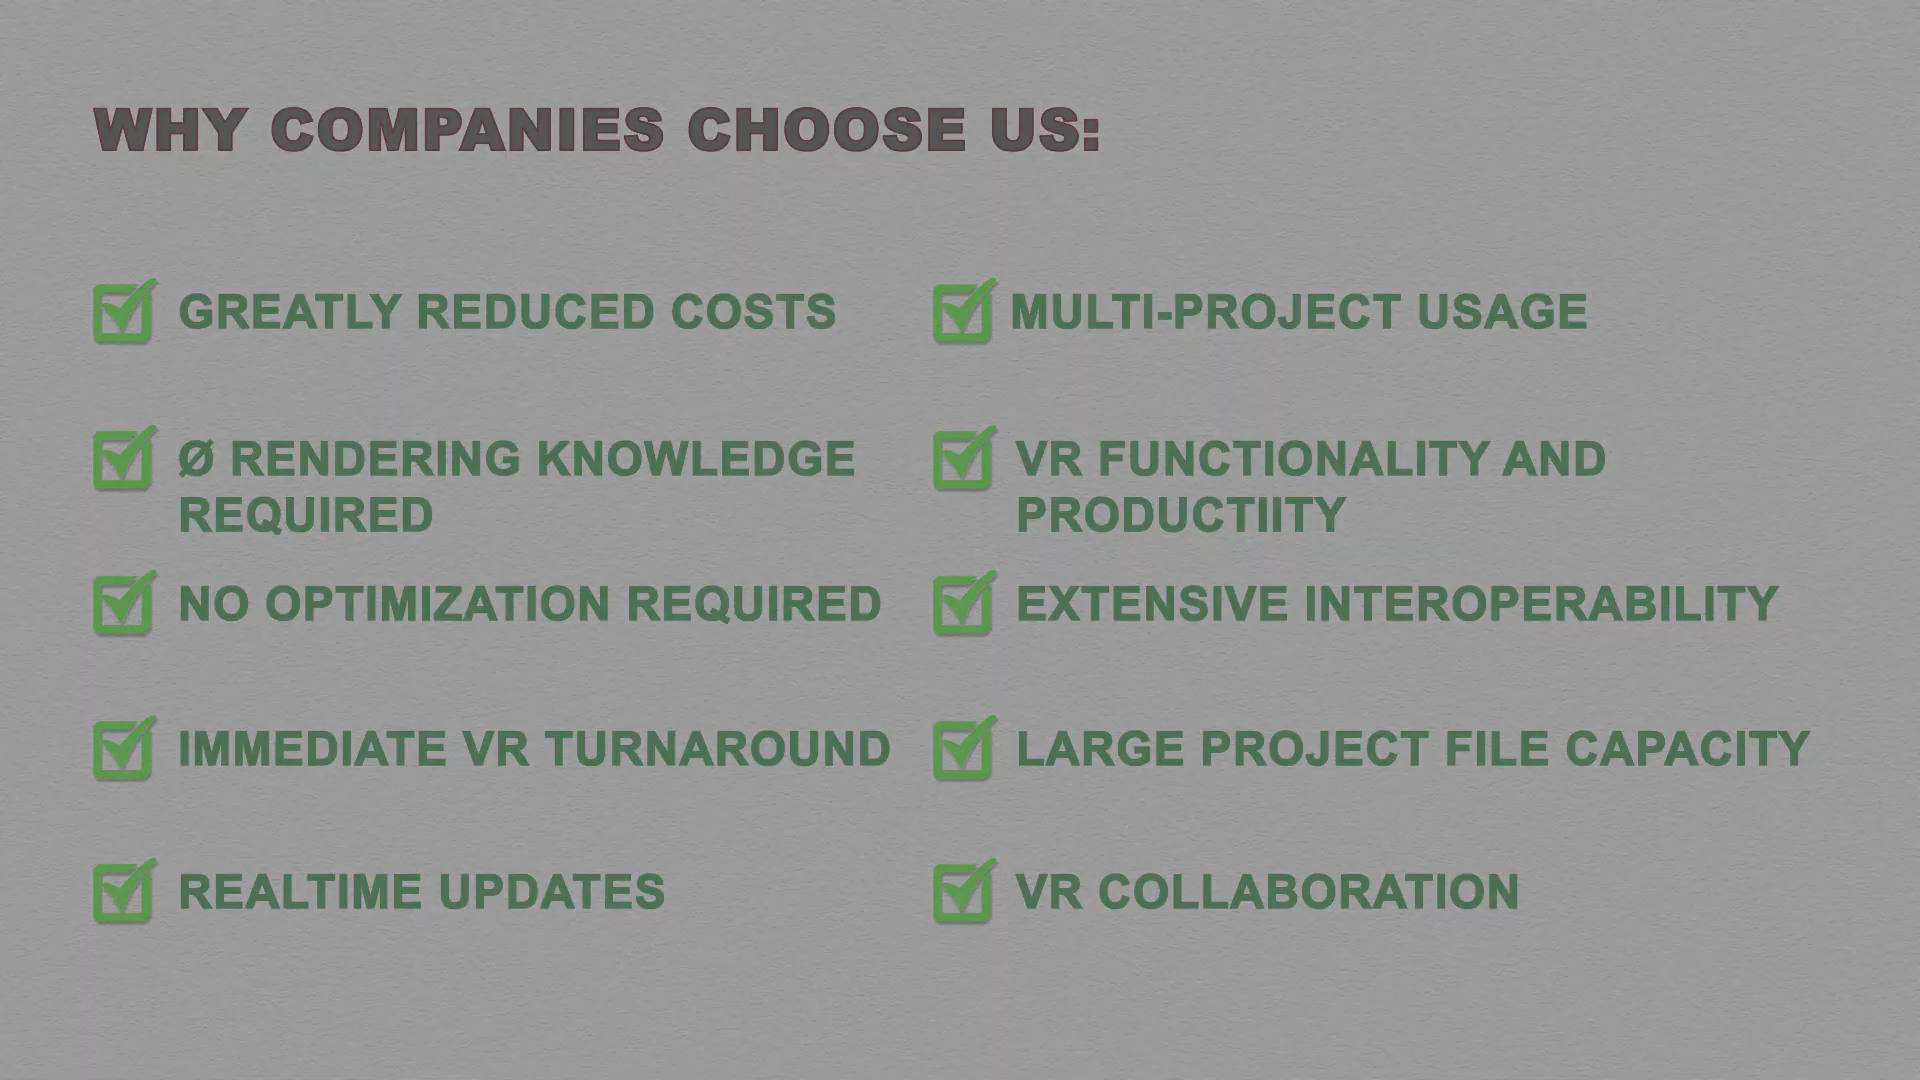 WHY COMPANIES CHOOSE US:
GREATLY REDUCED COSTS
Ø RENDERING KNOWLEDGE
REQUIRED
NO OPTIMIZATION REQUIRED
IMMEDIATE VR TURNAROUND
REALTIME UPDATES
MULTI-PROJECT USAGE
VR FUNCTIONALITY AND
PRODUCTIITY
EXTENSIVE INTEROPERABILITY
LARGE PROJECT FILE CAPACITY
VR COLLABORATION